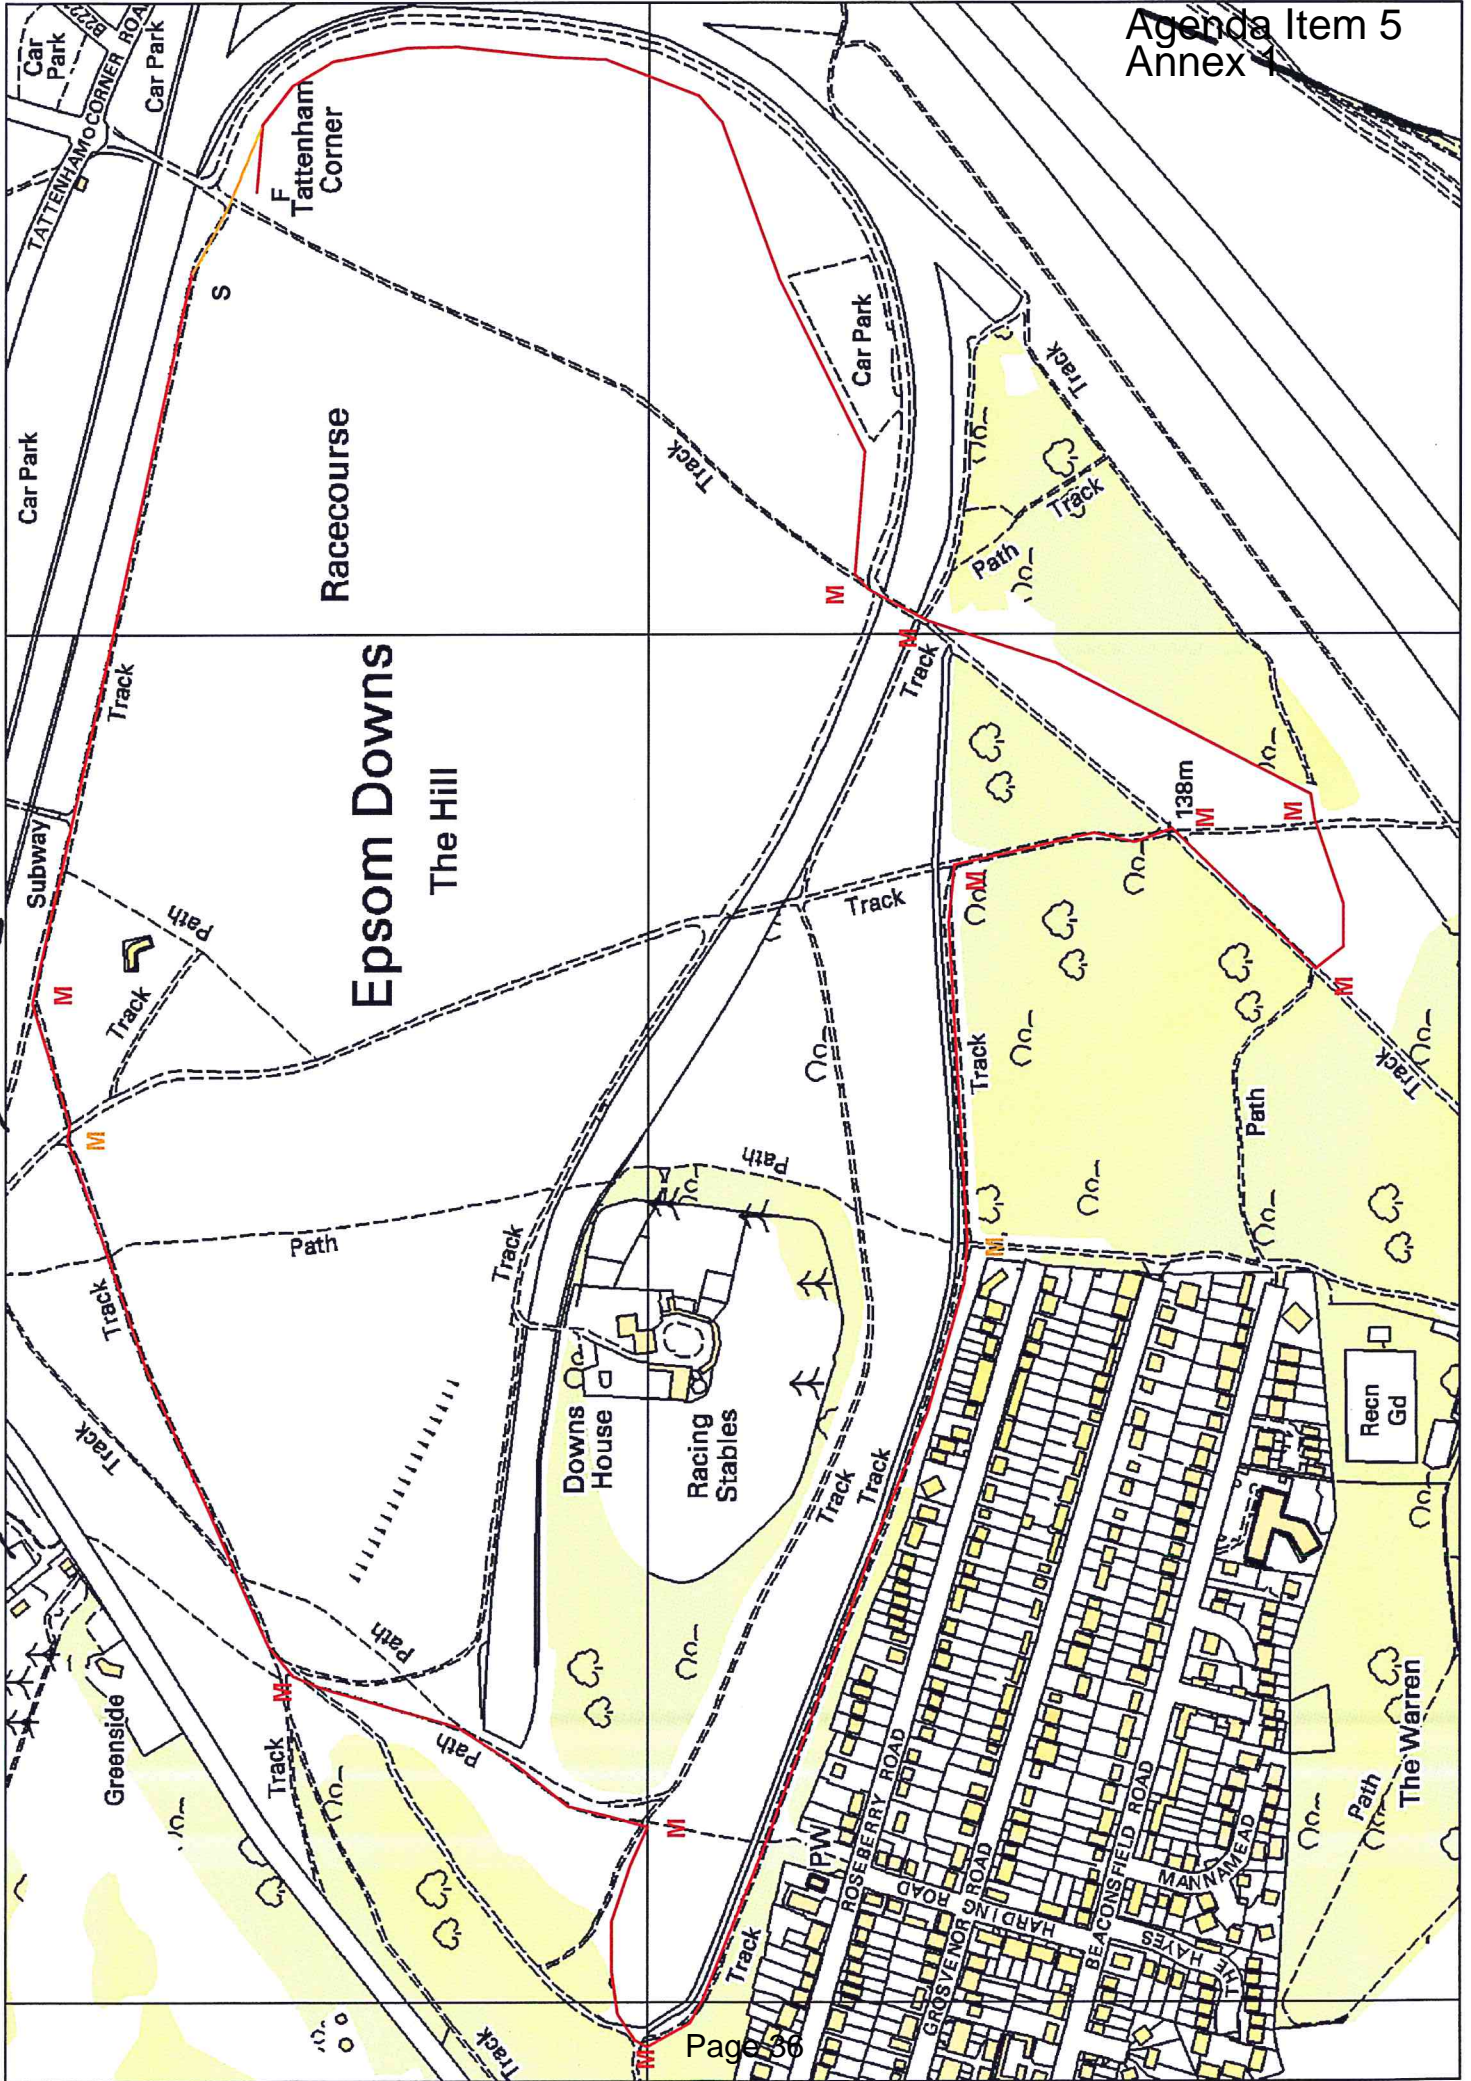 Agenda Item 5
Annex 1
Car
Park
B222
TATTENHAM CORNER ROA
Car Park
F
Tattenham
Corner
S
Car Park
Racecourse
Track
Car Park
Track
Track
Path
M
M
Track
Track
Epsom Downs
The Hill
Subway
Path
Track
M
M
138m
M
M
M
Track
M
Track
Path
Track
Path
Path
M
Track
Track
Track
Downs
House
Racing
Stables
Track
Track
Recn
Gd
Path
Greenside
M
Track
Path
M
Track
Track
M
PW
ROSEBERRY ROAD
GROSVENOR ROAD
HARDING ROAD
BEACONSFIELD ROAD
MANNAMEAD
THE HAYES
Path
The Warren
Page 36